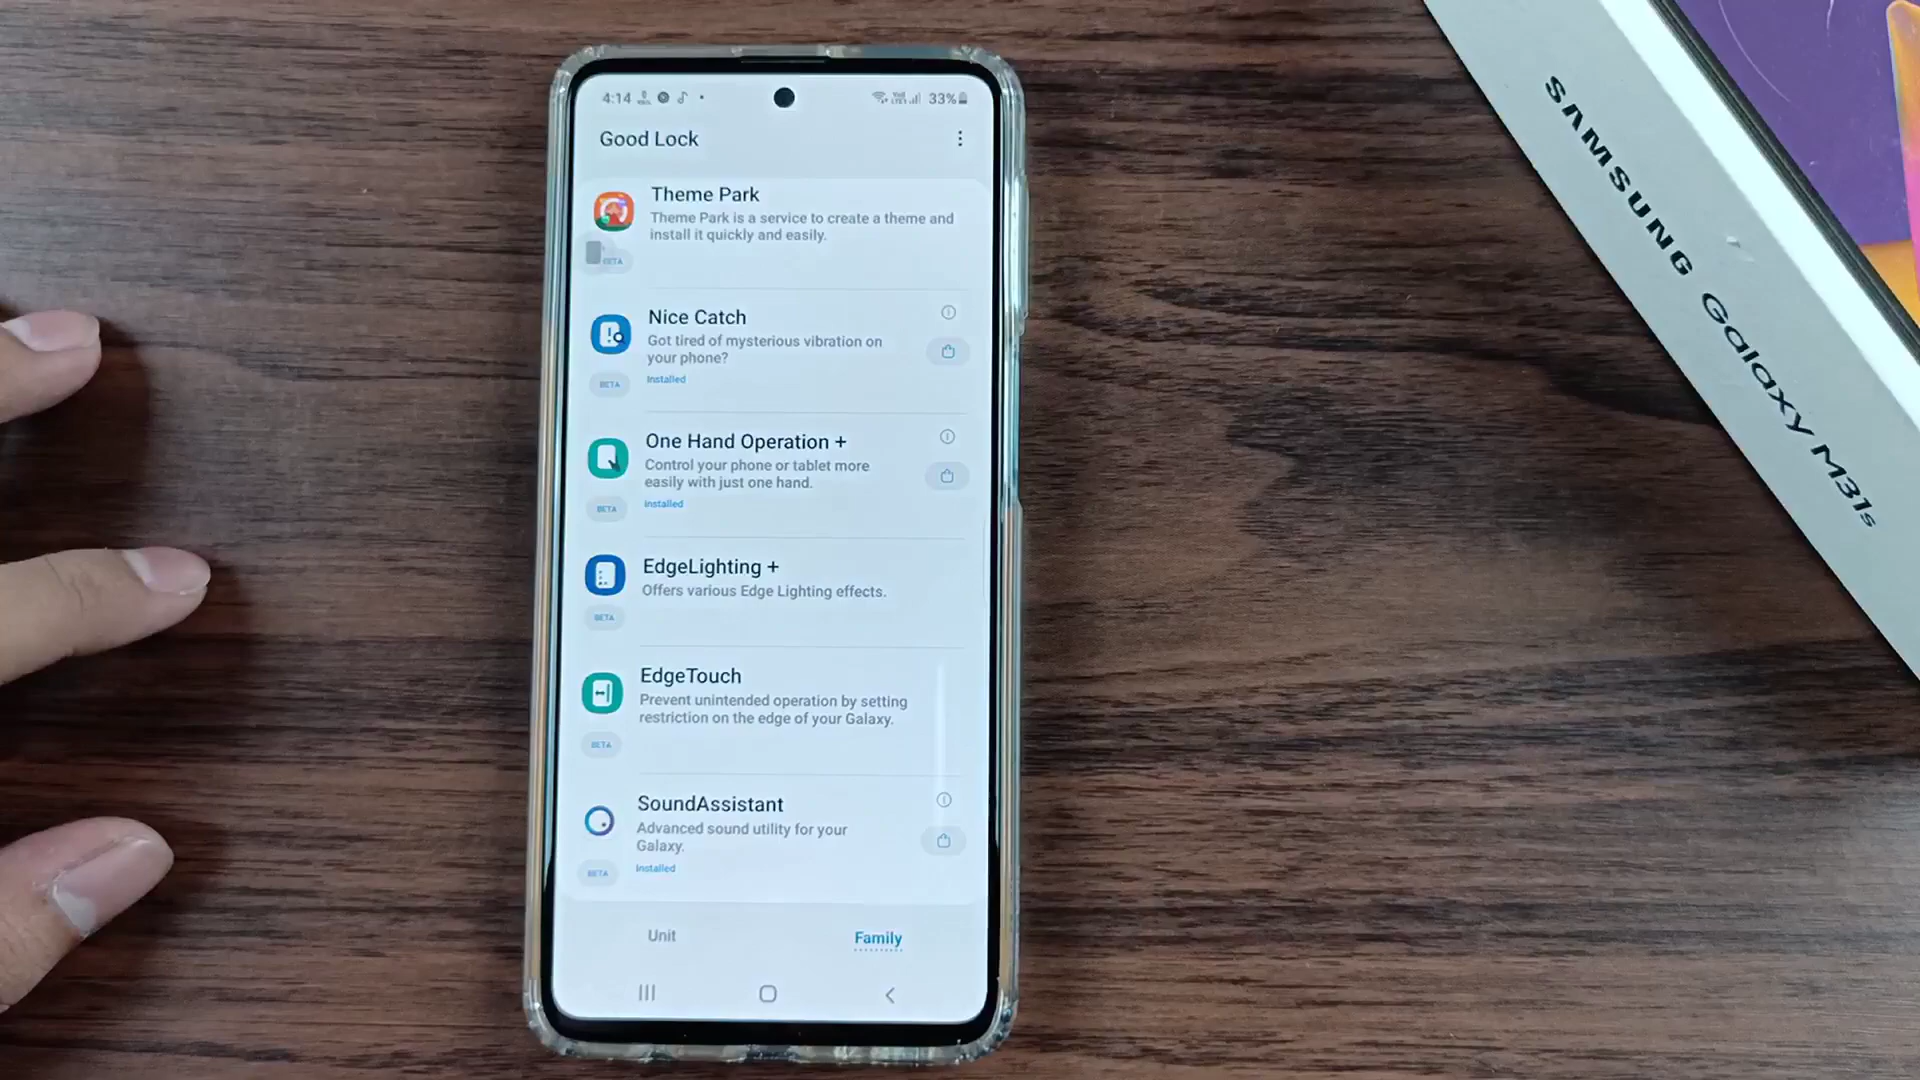 4:14
33%
Good Lock
Theme Park
Theme Park is a service to create a theme and
install it quickly and easily.
BETA
Nice Catch
Got tired of mysterious vibration on
your phone?
Installed
BETA
One Hand Operation +
Control your phone or tablet more
easily with just one hand.
Installed
BETA
EdgeLighting +
Offers various Edge Lighting effects.
BETA
EdgeTouch
Prevent unintended operation by setting
restriction on the edge of your Galaxy.
BETA
SoundAssistant
Advanced sound utility for your
Galaxy.
Installed
BETA
Unit
Family
SAMSUNG Galaxy M31s